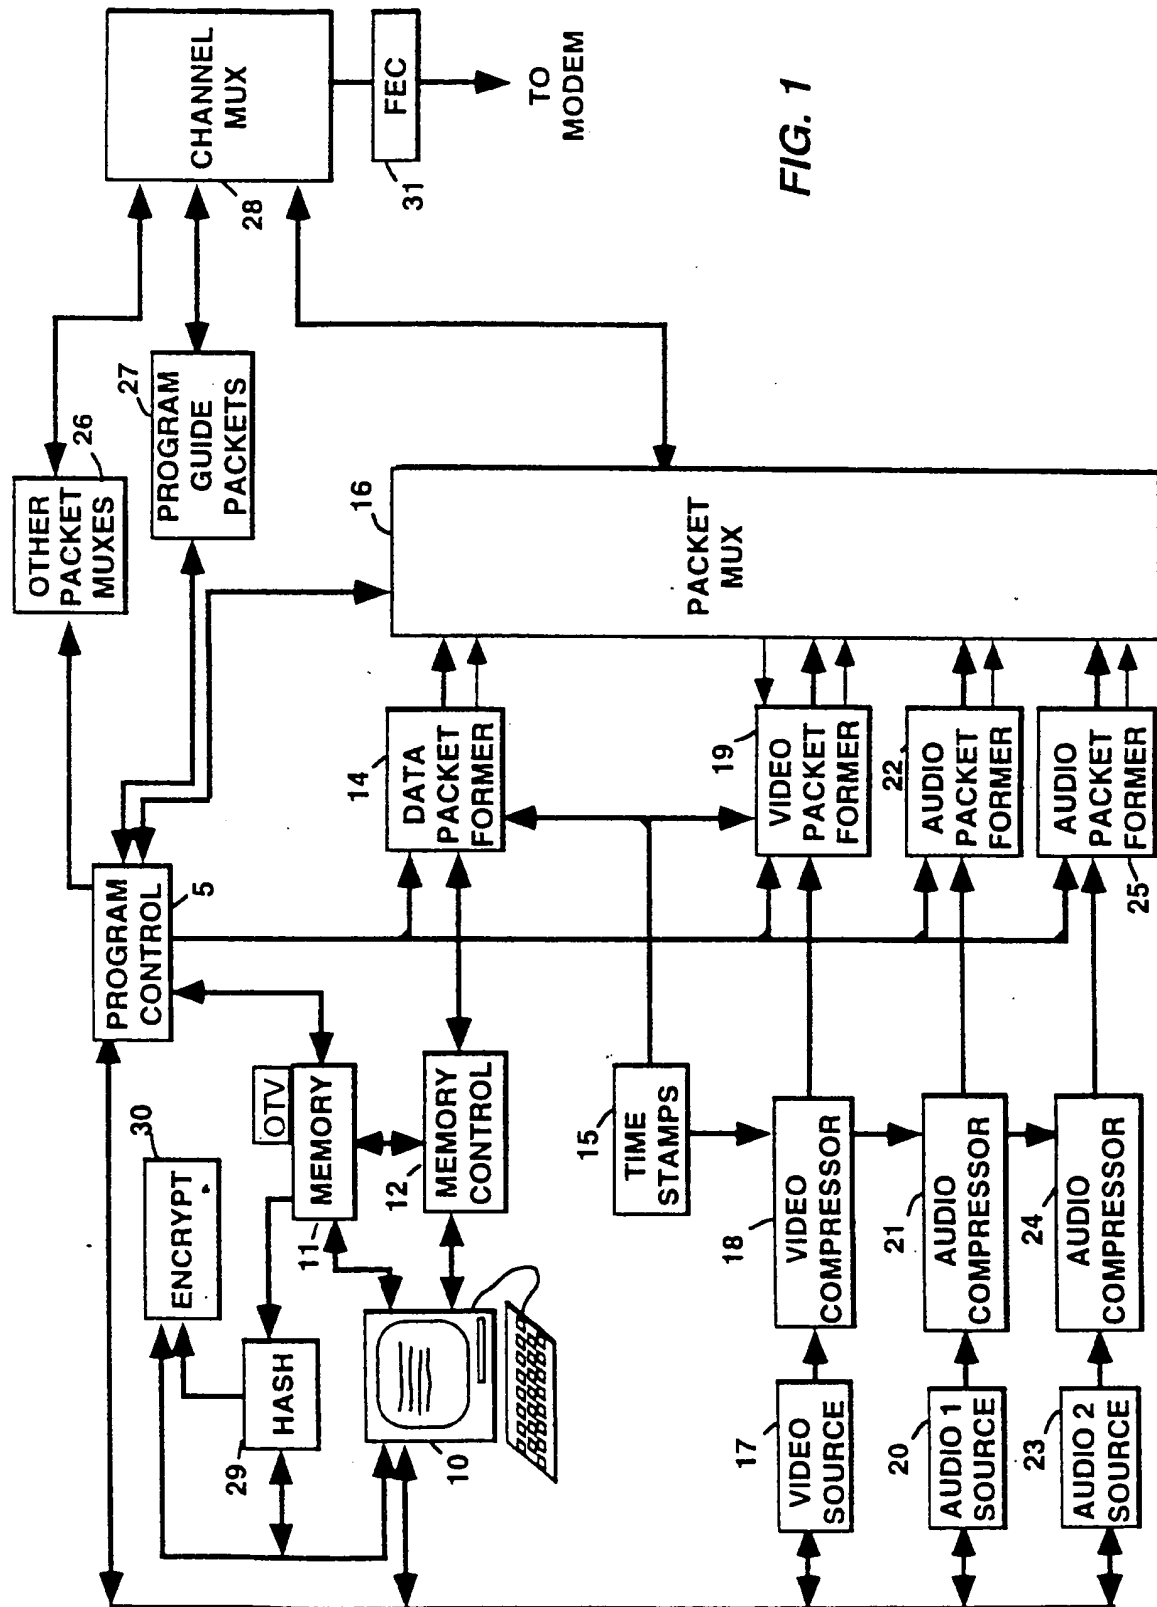 PROGRAM
CONTROL
5
OTHER
PACKET
MUXES
26
PROGRAM
GUIDE
PACKETS
27
CHANNEL
MUX
28
FEC
31
TO
MODEM
ENCRYPT
30
HASH
29
OTV
MEMORY
11
MEMORY
CONTROL
12
10
DATA
PACKET
FORMER
14
TIME
STAMPS
15
PACKET
MUX
16
VIDEO
SOURCE
17
VIDEO
COMPRESSOR
18
VIDEO
PACKET
FORMER
19
AUDIO 1
SOURCE
20
AUDIO
COMPRESSOR
21
AUDIO
PACKET
FORMER
22
AUDIO 2
SOURCE
23
AUDIO
COMPRESSOR
24
AUDIO
PACKET
FORMER
25
FIG. 1